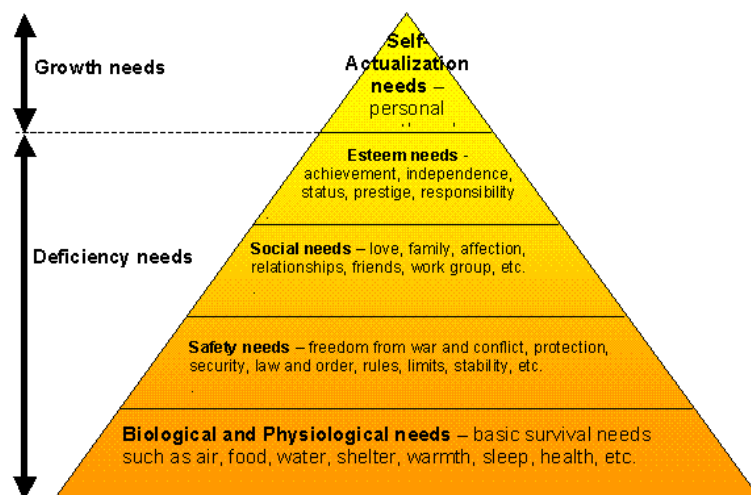 Growth needs
Self-
Actualization
needs –
personal
Esteem needs -
achievement, independence,
status, prestige, responsibility
.
Deficiency needs
Social needs – love, family, affection,
relationships, friends, work group, etc.
.
Safety needs – freedom from war and conflict, protection,
security, law and order, rules, limits, stability, etc.
.
Biological and Physiological needs – basic survival needs
such as air, food, water, shelter, warmth, sleep, health, etc.